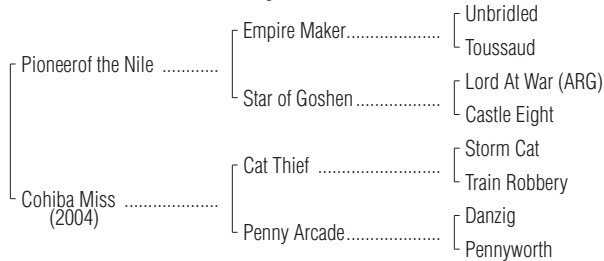 Unbridled
Empire Maker....................
Toussaud
Pioneerof the Nile ............
Lord At War (ARG)
Star of Goshen ..................
Castle Eight
Storm Cat
Cat Thief ..........................
Train Robbery
Cohiba Miss ....................
(2004)
Danzig
Penny Arcade....................
Pennyworth